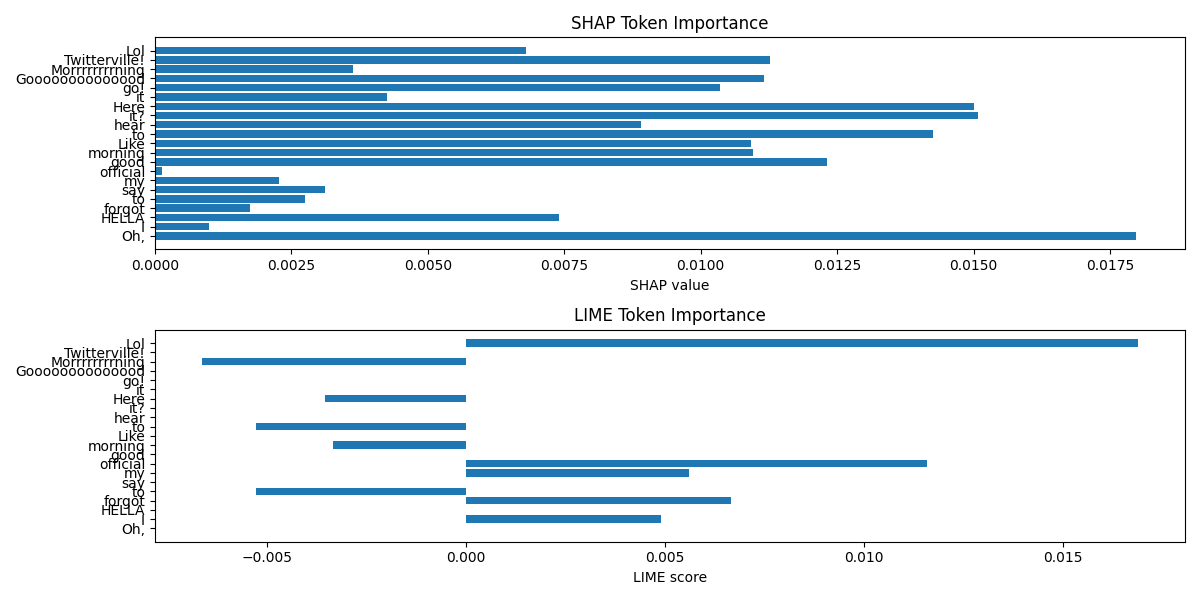 SHAP Token Importance
Lol
Twitterville!
Morrrrrrrrning
Goooooooooooood
go!
it
Here
it?
hear
to
Like
morning
good
official
my
say
to
forgot
HELLA
I
Oh,
0.0000 0.0025 0.0050 0.0075 0.0100 0.0125 0.0150 0.0175
SHAP value
LIME Token Importance
Lol
Twitterville!
Morrrrrrrrning
Goooooooooooood
go!
it
Here
it?
hear
to
Like
morning
good
official
my
say
to
forgot
HELLA
I
Oh,
−0.005 0.000 0.005 0.010 0.015
LIME score